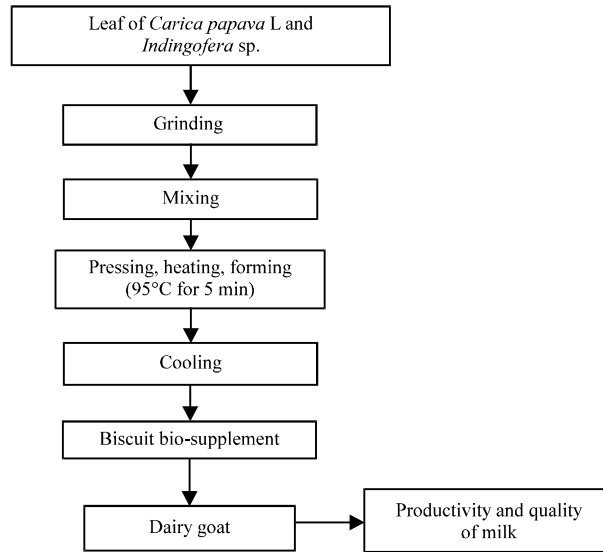 Leaf of Carica papava L and
Indingofera sp.
Grinding
Mixing
Pressing, heating, forming
(95°C for 5 min)
Cooling
Biscuit bio-supplement
Dairy goat
Productivity and quality
of milk